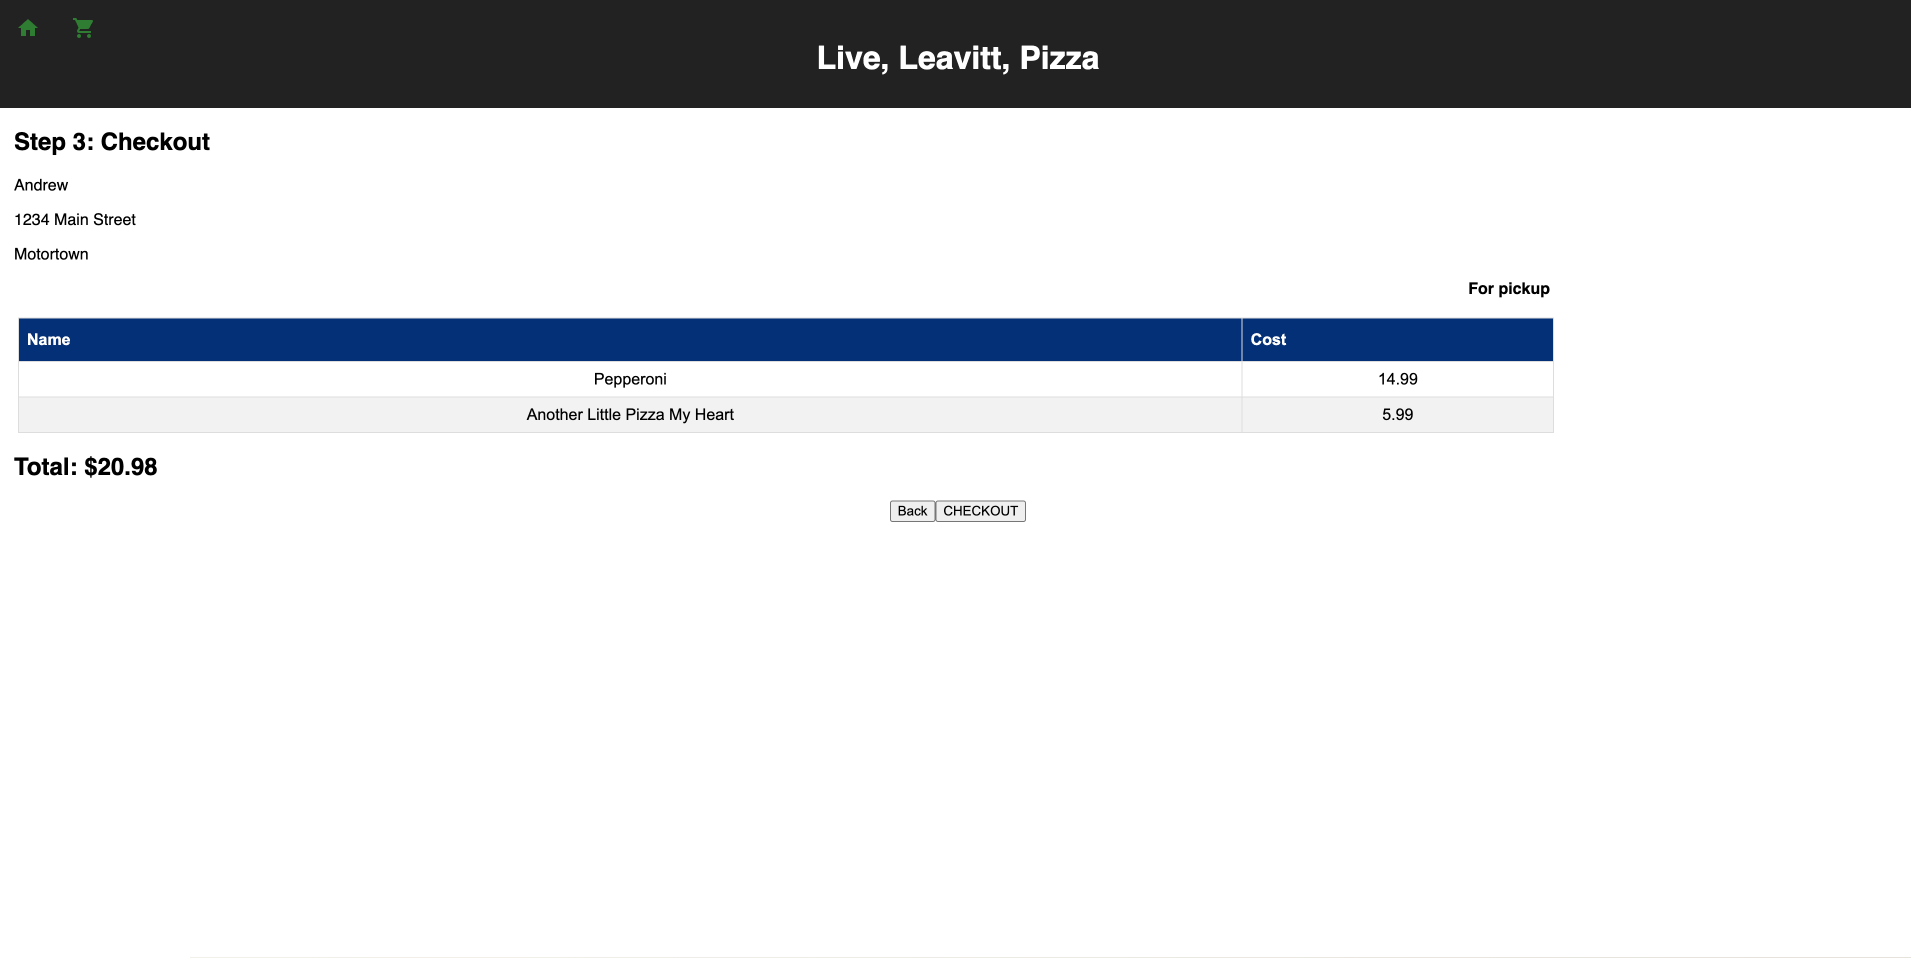 Live, Leavitt, Pizza
Step 3: Checkout
Andrew
1234 Main Street
Motortown
For pickup
Name Cost
Pepperoni 14.99
Another Little Pizza My Heart 5.99
Total: $20.98
Back CHECKOUT